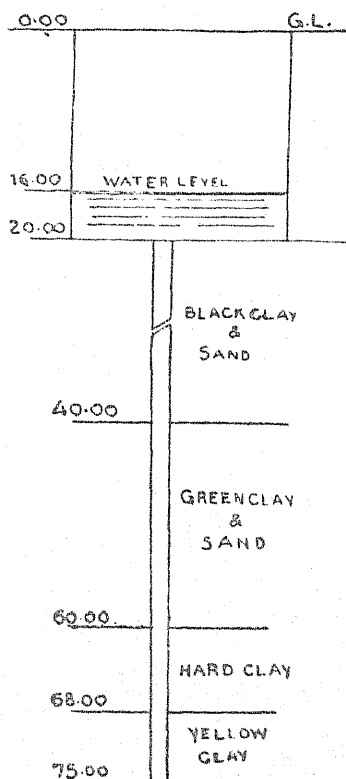 0.00 G.L.
16.00 WATER LEVEL
20.00
BLACK CLAY
&
SAND
40.00
GREEN CLAY
&
SAND
60.00
HARD CLAY
68.00
YELLOW
CLAY
75.00